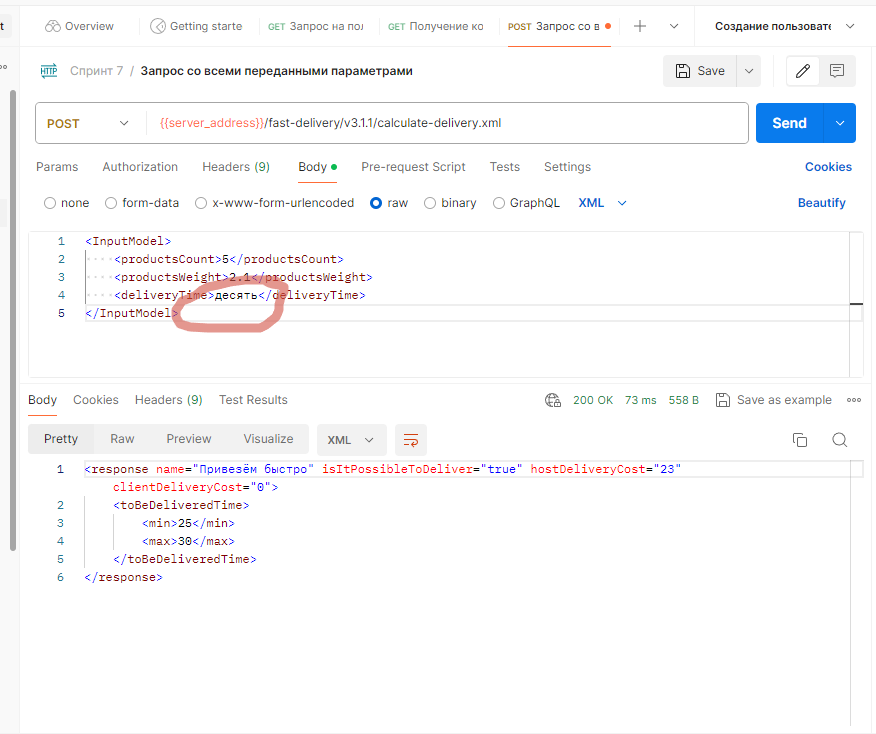 t
Overview
Getting starte
GET Запрос на пол
GET Получение ко
POST Запрос со в
Создание пользовате
HTTP
Спринт 7 / Запрос со всеми переданными параметрами
Save
POST
{{server_address}}/fast-delivery/v3.1.1/calculate-delivery.xml
Send
Params Authorization Headers (9) Body Pre-request Script Tests Settings Cookies
none form-data x-www-form-urlencoded raw binary GraphQL XML Beautify
1 <InputModel>
2 ····<productsCount>5</productsCount>
3 ····<productsWeight>2.1</productsWeight>
4 ····<deliveryTime>десять</deliveryTime>
5 </InputModel>
Body Cookies Headers (9) Test Results 200 OK 73 ms 558 B Save as example
Pretty Raw Preview Visualize XML
1 <response name="Привезём быстро" isItPossibleToDeliver="true" hostDeliveryCost="23"
clientDeliveryCost="0">
2 <toBeDeliveredTime>
3 <min>25</min>
4 <max>30</max>
5 </toBeDeliveredTime>
6 </response>